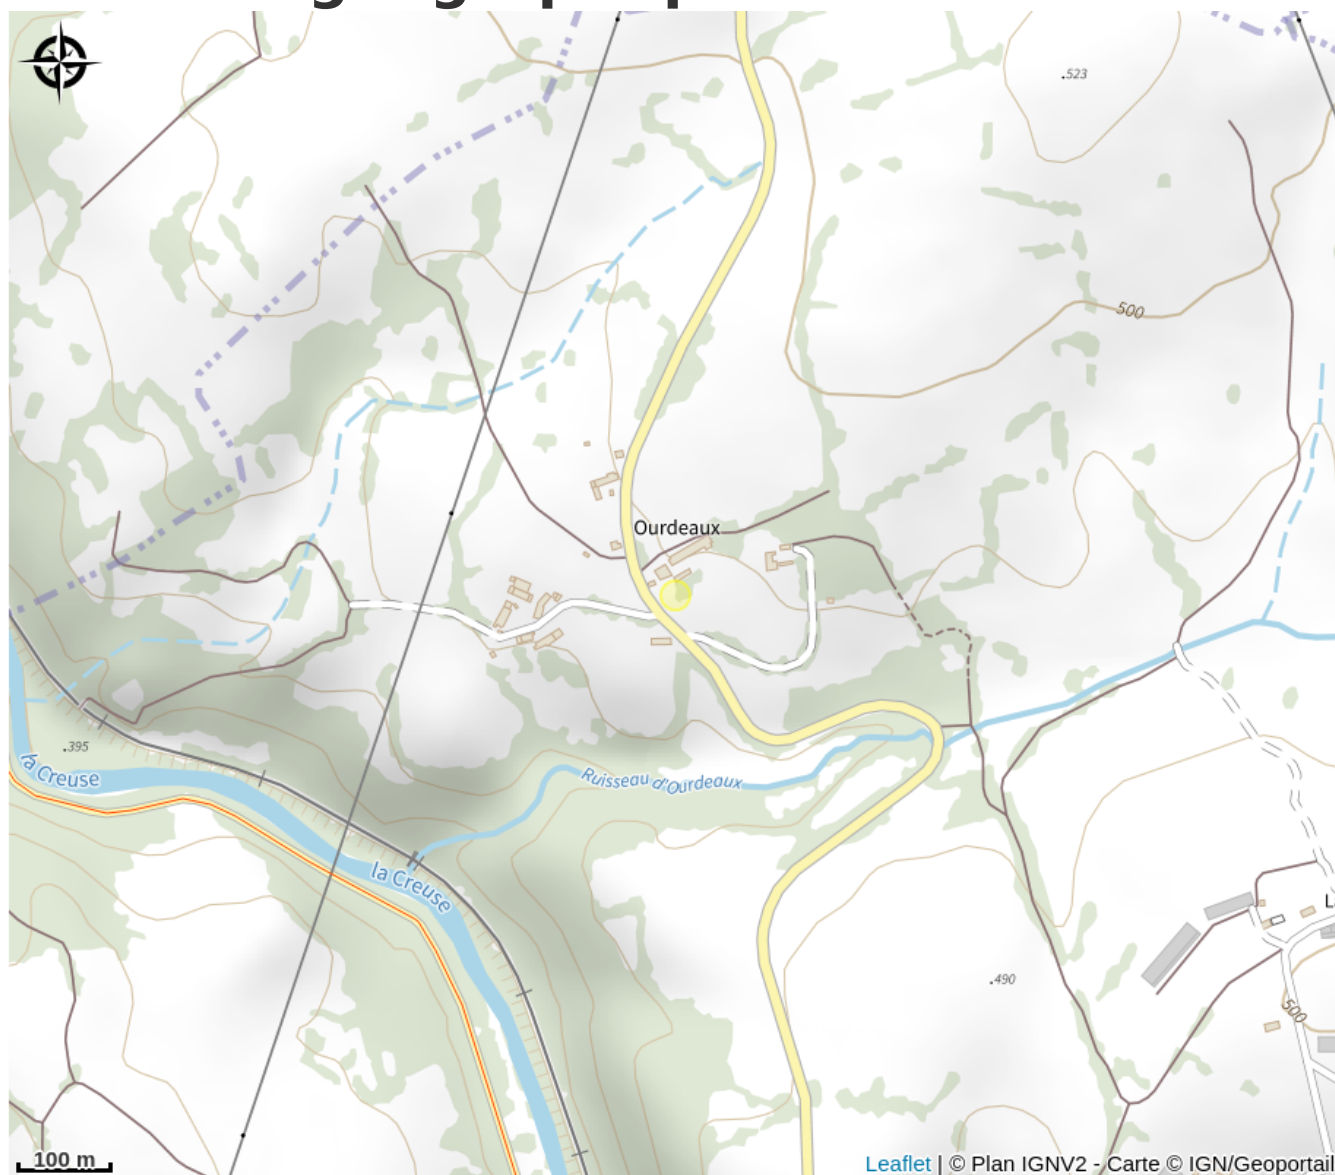 523
500
Ourdeaux
395
la Creuse
Ruisseau d'Ourdeaux
la Creuse
490
500
100 m
Leaflet | © Plan IGNV2 - Carte © IGN/Geoportail